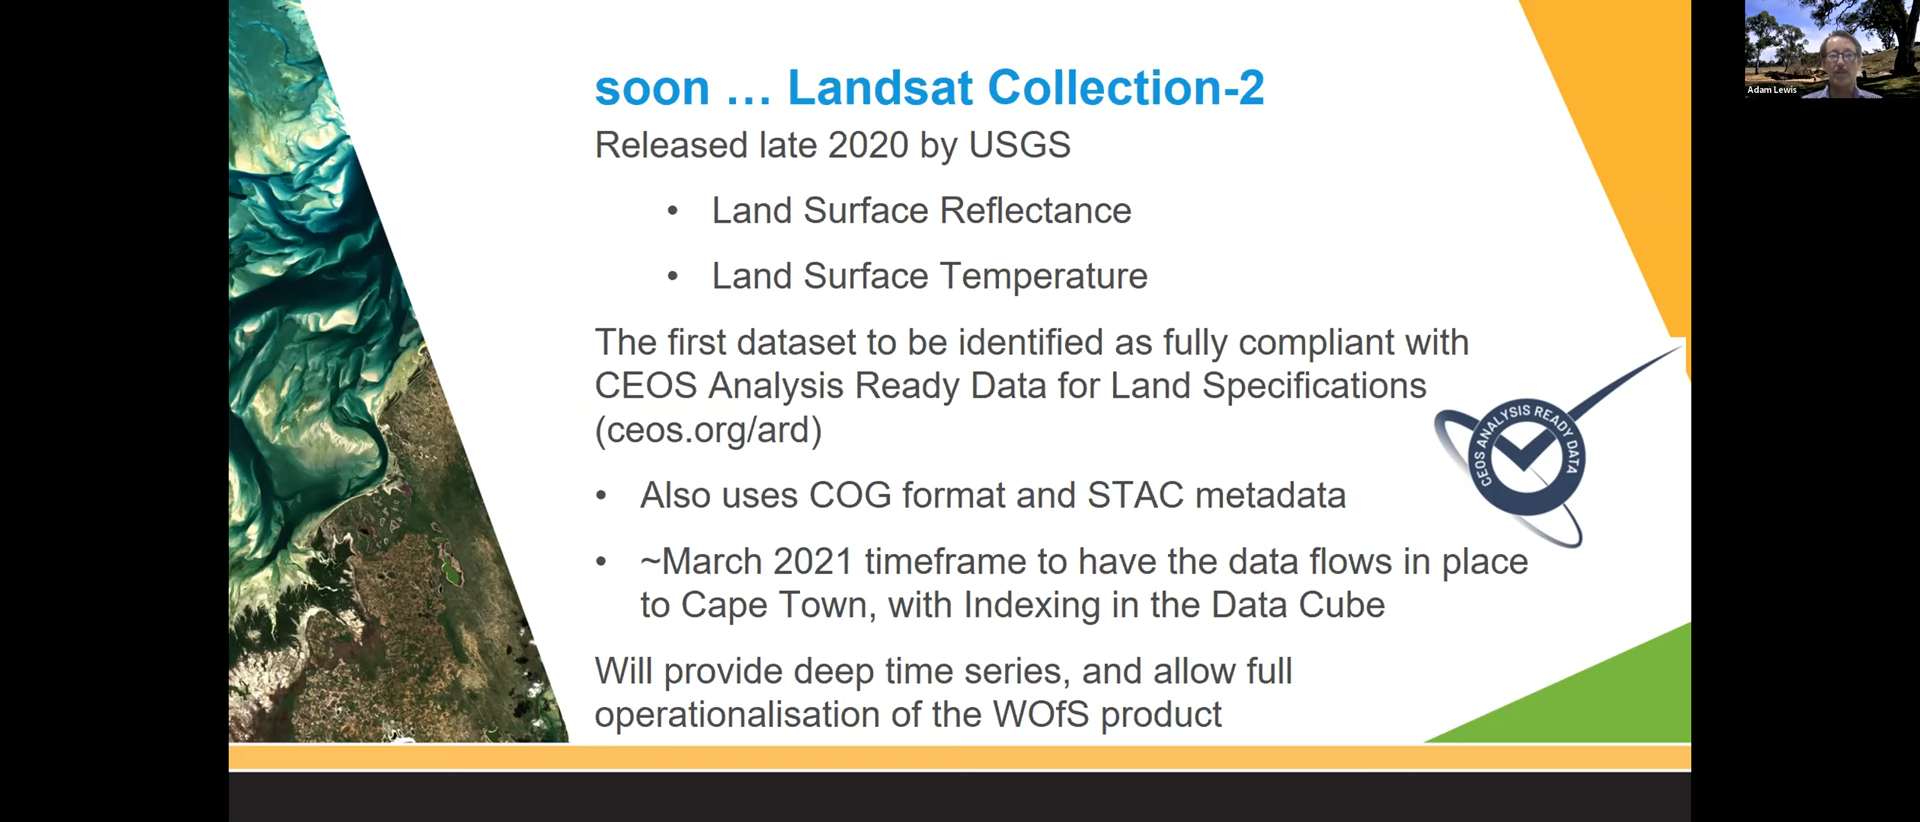 soon … Landsat Collection-2
Released late 2020 by USGS
• Land Surface Reflectance
• Land Surface Temperature
The first dataset to be identified as fully compliant with
CEOS Analysis Ready Data for Land Specifications
(ceos.org/ard)
• Also uses COG format and STAC metadata
• ~March 2021 timeframe to have the data flows in place
to Cape Town, with Indexing in the Data Cube
Will provide deep time series, and allow full
operationalisation of the WOfS product
CEOS ANALYSIS READY DATA
Adam Lewis